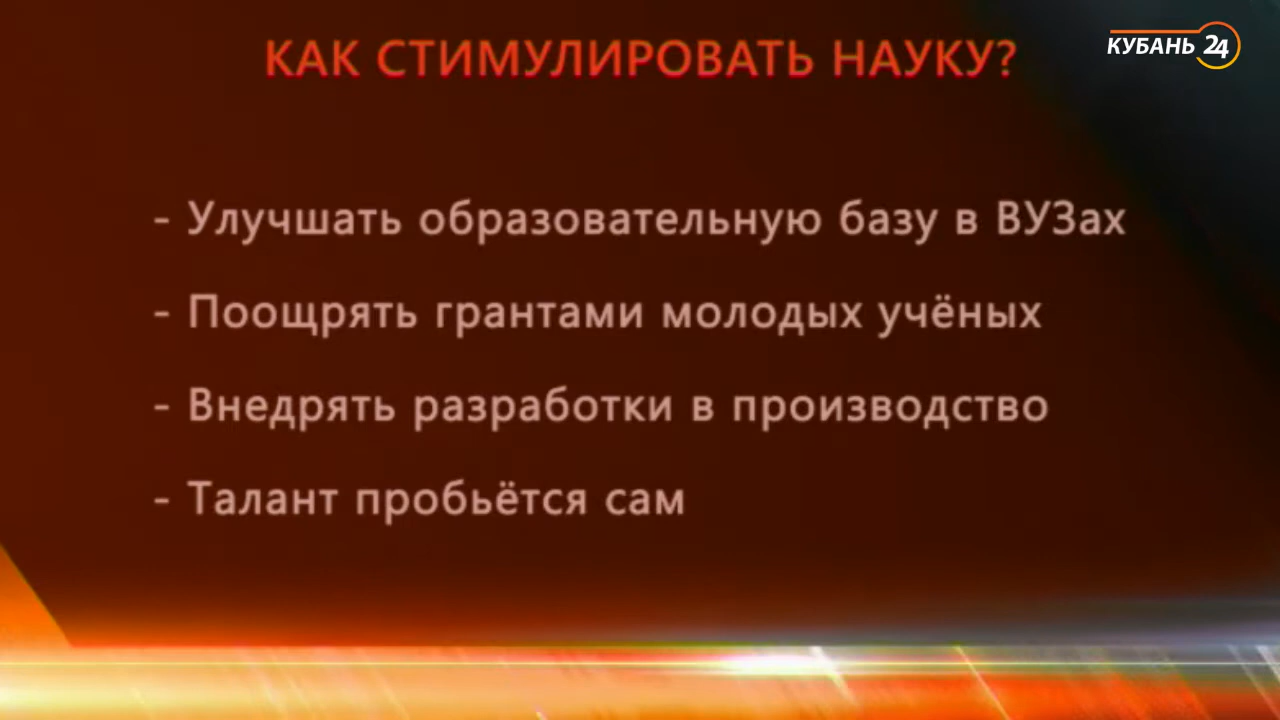 КАК СТИМУЛИРОВАТЬ НАУКУ?
КУБАНЬ 24
- Улучшать образовательную базу в ВУЗах
- Поощрять грантами молодых учёных
- Внедрять разработки в производство
- Талант пробьётся сам